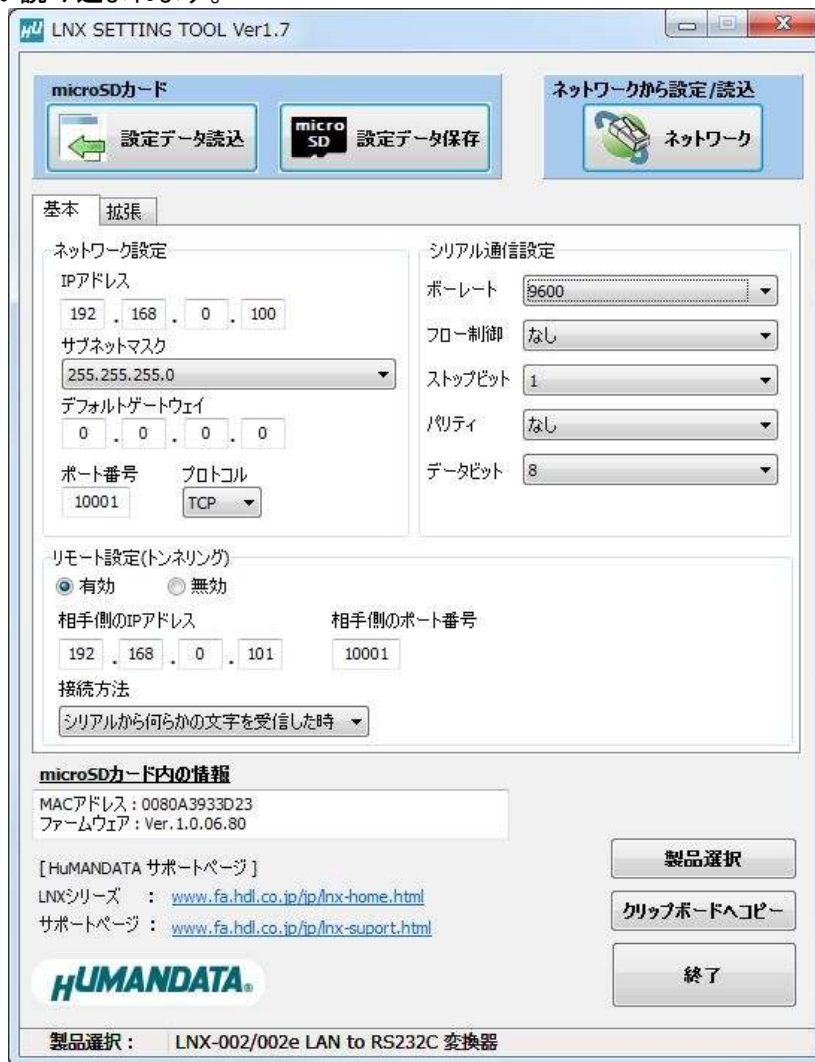 読み込まれます。
LNX SETTING TOOL Ver1.7
microSDカード
設定データ読込
micro SD
設定データ保存
ネットワークから設定/読込
ネットワーク
基本 拡張
ネットワーク設定
IPアドレス
192 . 168 . 0 . 100
サブネットマスク
255.255.255.0
デフォルトゲートウェイ
0 . 0 . 0 . 0
ポート番号 プロトコル
10001 TCP
シリアル通信設定
ボーレート 9600
フロー制御 なし
ストップビット 1
パリティ なし
データビット 8
リモート設定(トンネリング)
有効 無効
相手側のIPアドレス 相手側のポート番号
192 . 168 . 0 . 101 10001
接続方法
シリアルから何らかの文字を受信した時
microSDカード内の情報
MACアドレス : 0080A3933D23
ファームウェア : Ver.1.0.06.80
[ HuMANDATA サポートページ ]
LNXシリーズ : www.fa.hdl.co.jp/jp/lnx-home.html
サポートページ : www.fa.hdl.co.jp/jp/lnx-suport.html
製品選択
クリップボードへコピー
終了
HUMANDATA®
製品選択 : LNX-002/002e LAN to RS232C 変換器